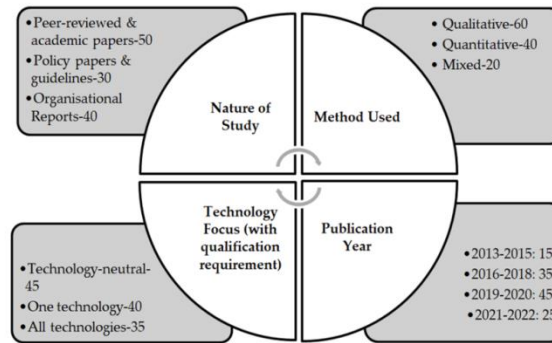 •Peer-reviewed &
academic papers-50
•Policy papers &
guidelines-30
•Organisational
Reports-40
• Qualitative-60
• Quantitative-40
• Mixed-20
Nature of
Study
Method Used
Technology
Focus (with
qualification
requirement)
Publication
Year
•Technology-neutral-
45
•One technology-40
•All technologies-35
• 2013-2015: 15
• 2016-2018: 35
• 2019-2020: 45
• 2021-2022: 25